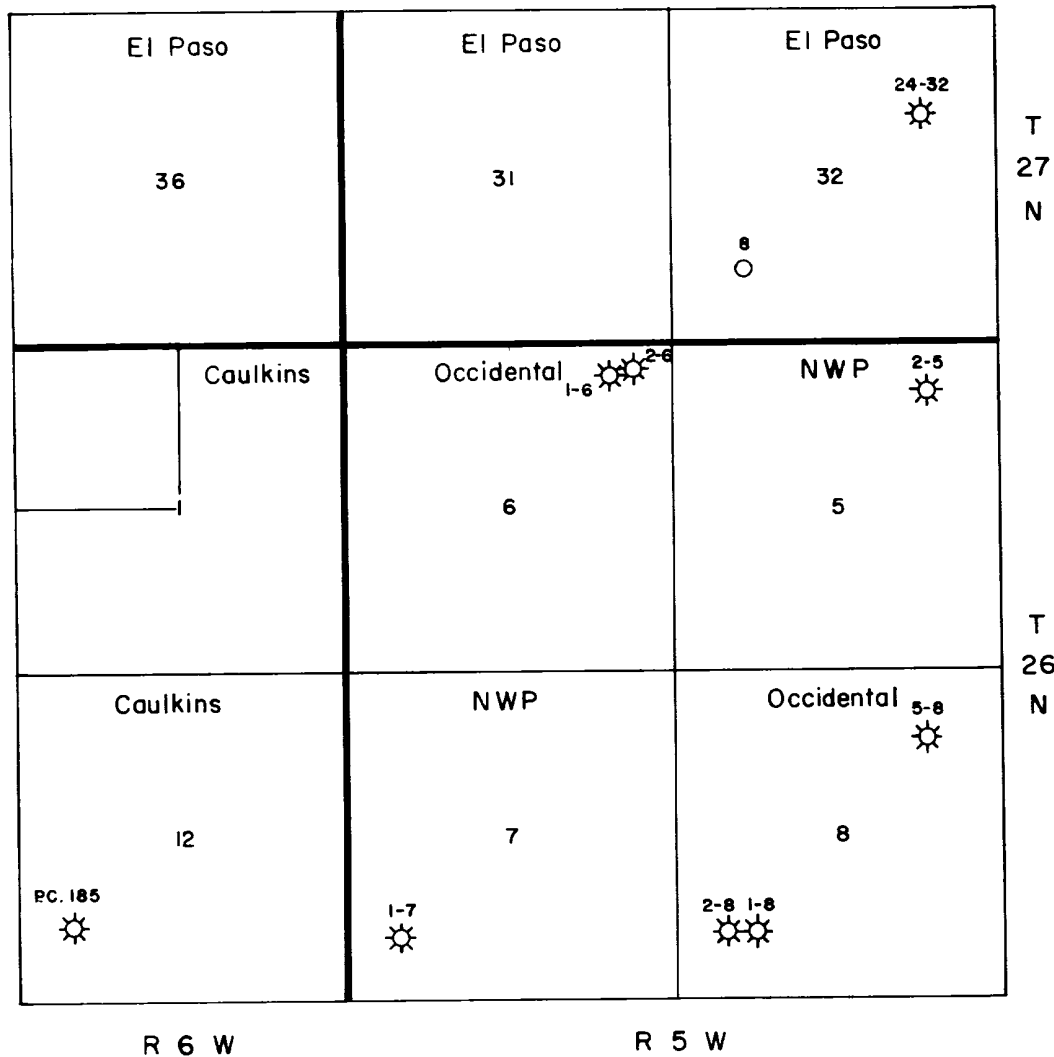 El Paso
El Paso
El Paso
24-32
T
27
N
36
31
32
8
Caulkins
Occidental
1-6
2-6
NWP
2-5
1
6
5
T
26
N
Caulkins
NWP
Occidental
5-8
12
7
8
P.C. 185
1-7
2-8 1-8
R 6 W
R 5 W